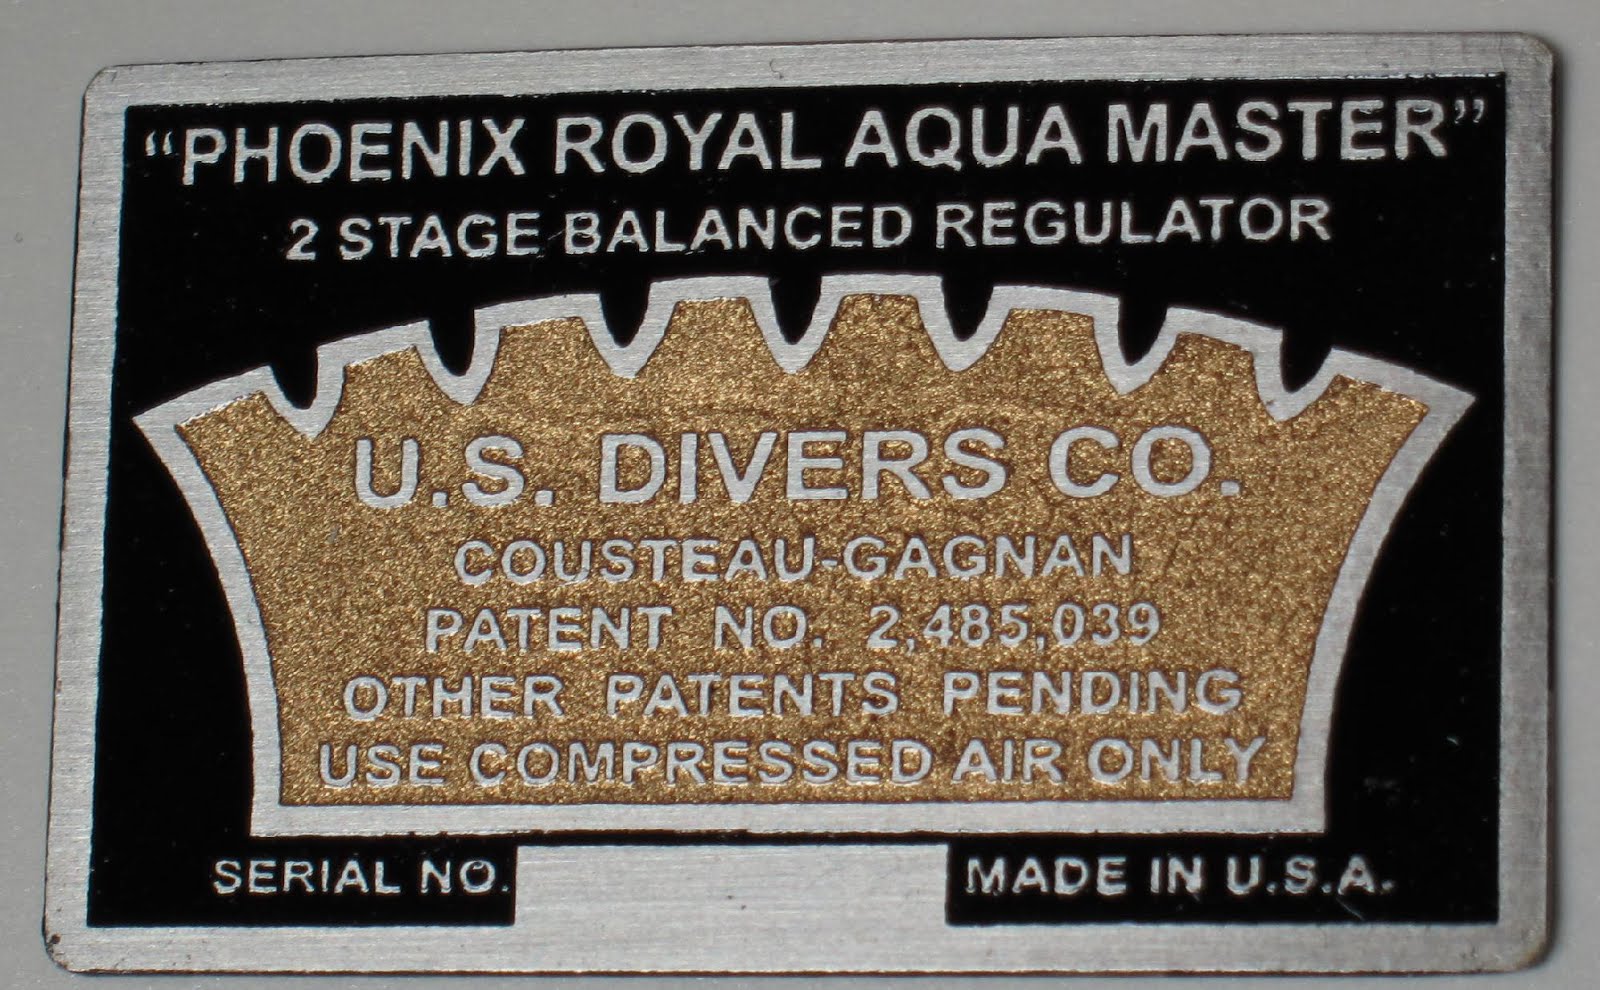 “PHOENIX ROYAL AQUA MASTER”
2 STAGE BALANCED REGULATOR
U.S. DIVERS CO.
COUSTEAU-GAGNAN
PATENT NO. 2,485,039
OTHER PATENTS PENDING
USE COMPRESSED AIR ONLY
SERIAL NO.
MADE IN U.S.A.